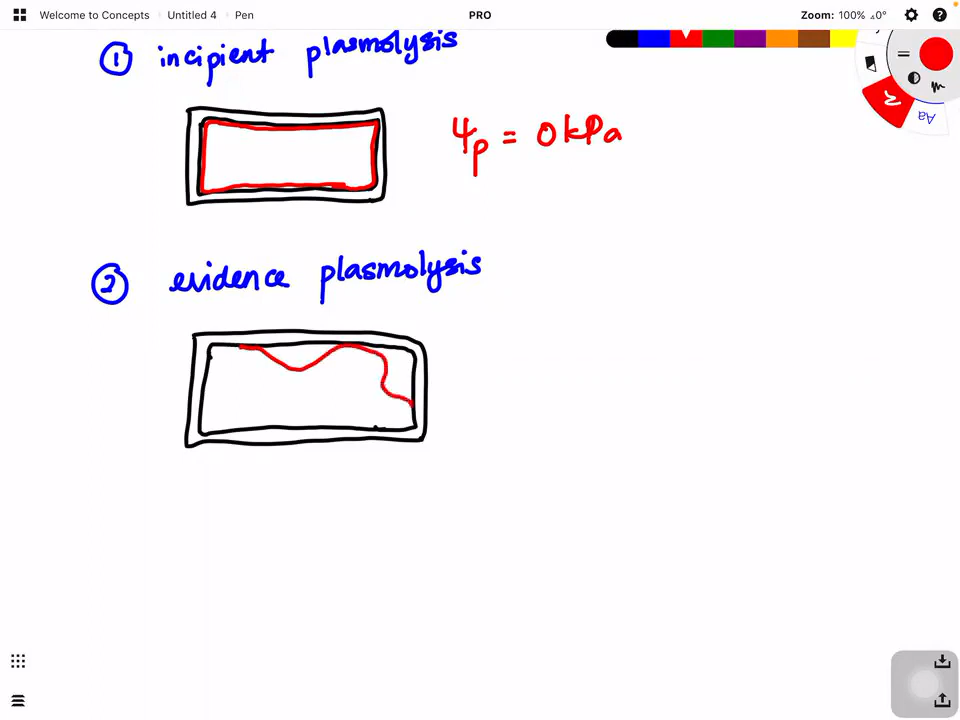 Welcome to Concepts Untitled 4 Pen PRO Zoom: 100% ⊿0° ?
① incipient plasmolysis
Aa
Ψp = 0 kPa
② evidence plasmolysis